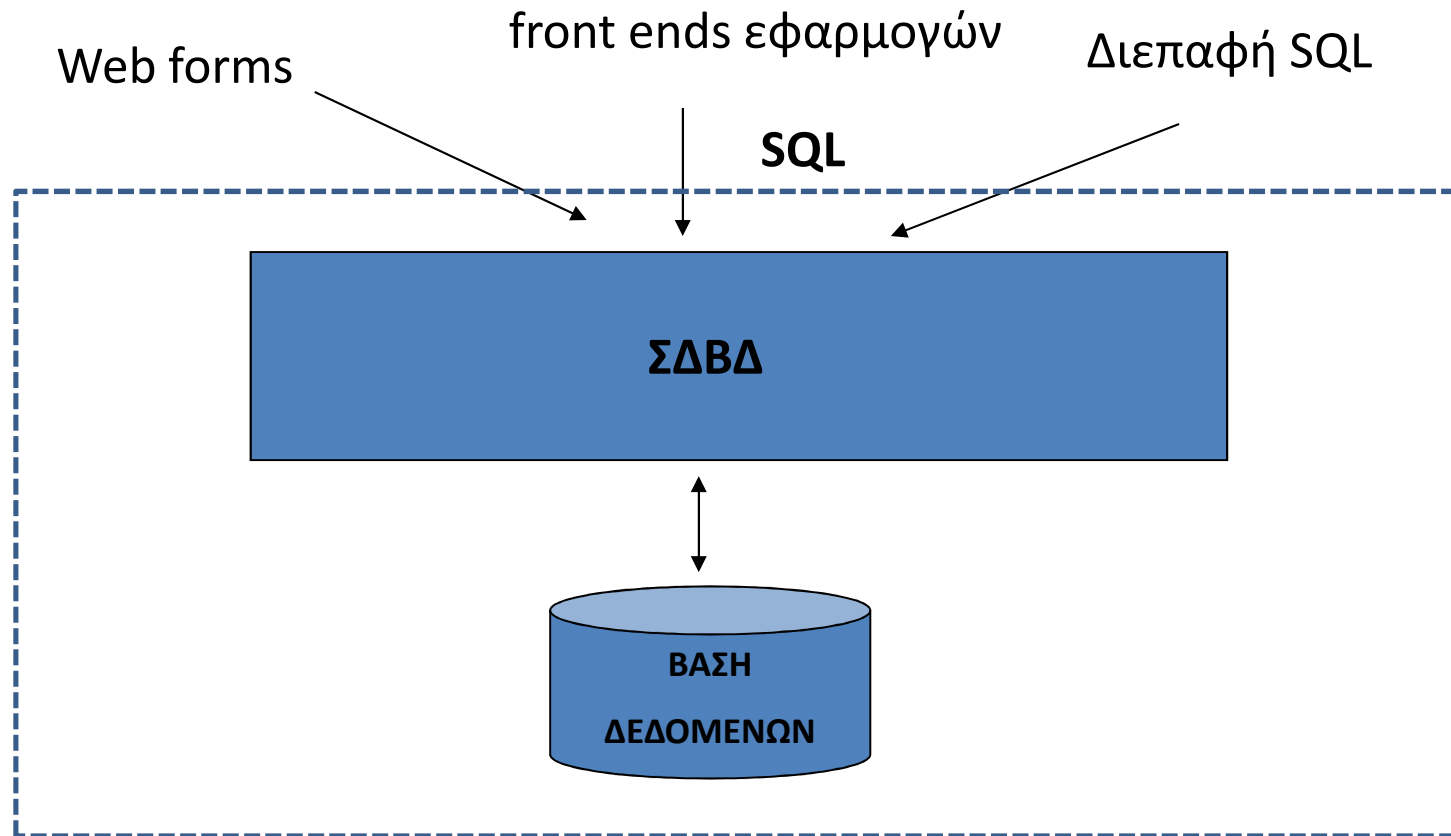 Web forms
front ends εφαρμογών
Διεπαφή SQL
SQL
ΣΔΒΔ
ΒΑΣΗ
ΔΕΔΟΜΕΝΩΝ